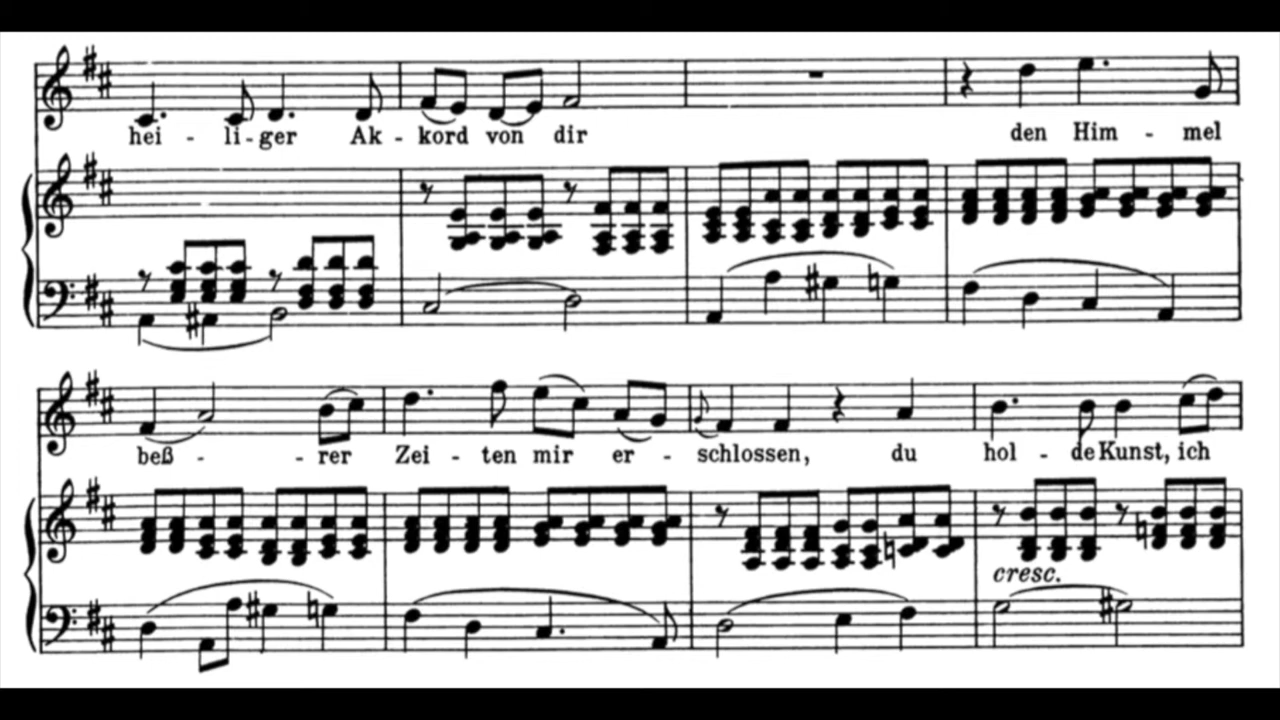 hei - li - ger Ak - kord von dir den Him - mel
beß - - rer Zei - ten mir er - schlossen, du hol - de Kunst, ich
cresc.